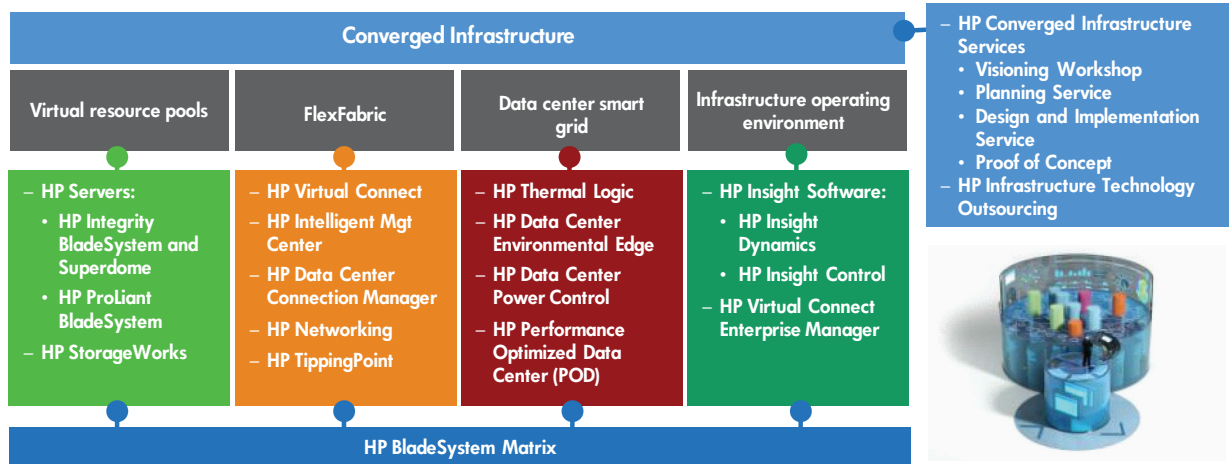 Converged Infrastructure
Virtual resource pools
FlexFabric
Data center smart
grid
Infrastructure operating
environment
– HP Servers:
• HP Integrity
BladeSystem and
Superdome
• HP ProLiant
BladeSystem
– HP StorageWorks
– HP Virtual Connect
– HP Intelligent Mgt
Center
– HP Data Center
Connection Manager
– HP Networking
– HP TippingPoint
– HP Thermal Logic
– HP Data Center
Environmental Edge
– HP Data Center
Power Control
– HP Performance
Optimized Data
Center (POD)
– HP Insight Software:
• HP Insight
Dynamics
• HP Insight Control
– HP Virtual Connect
Enterprise Manager
HP BladeSystem Matrix
– HP Converged Infrastructure
Services
• Visioning Workshop
• Planning Service
• Design and Implementation
Service
• Proof of Concept
– HP Infrastructure Technology
Outsourcing